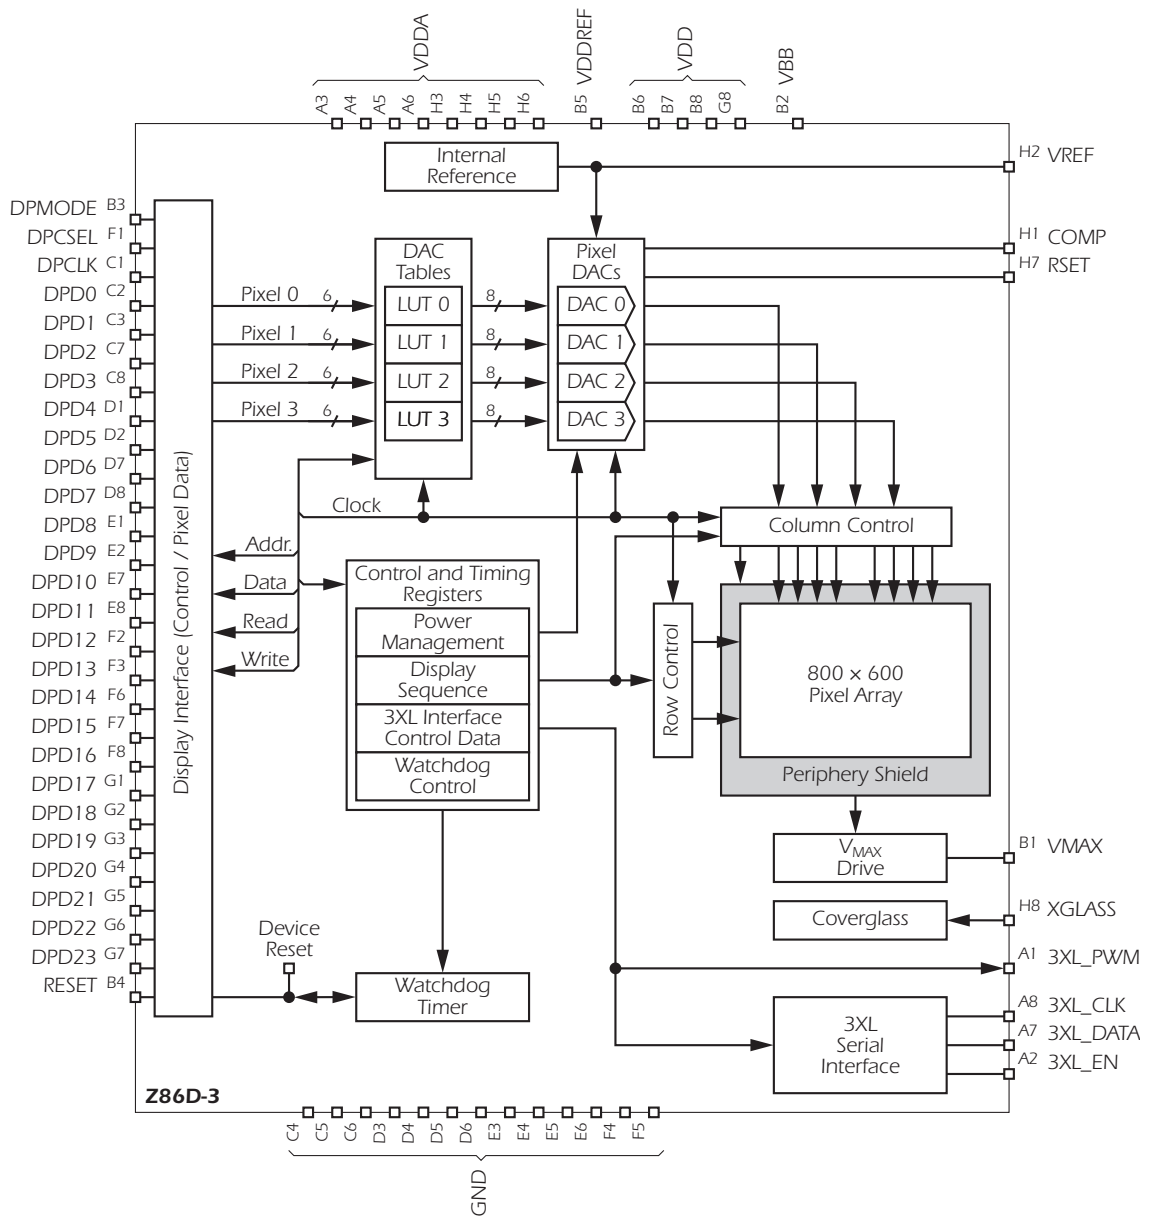 VDDA
VDDREF
VDD
VBB
A3
A4
A5
A6
H3
H4
H5
H6
B5
B6
B7
B8
G8
B2
Internal
Reference
H2 VREF
DPMODE B3
DPCSEL F1
DPCLK C1
DPD0 C2
DPD1 C3
DPD2 C7
DPD3 C8
DPD4 D1
DPD5 D2
DPD6 D7
DPD7 D8
DPD8 E1
DPD9 E2
DPD10 E7
DPD11 E8
DPD12 F2
DPD13 F3
DPD14 F6
DPD15 F7
DPD16 F8
DPD17 G1
DPD18 G2
DPD19 G3
DPD20 G4
DPD21 G5
DPD22 G6
DPD23 G7
RESET B4
Display Interface (Control / Pixel Data)
Pixel 0 6
Pixel 1 6
Pixel 2 6
Pixel 3 6
DAC
Tables
LUT 0
LUT 1
LUT 2
LUT 3
8
8
8
8
Pixel
DACs
DAC 0
DAC 1
DAC 2
DAC 3
H1 COMP
H7 RSET
Clock
Addr.
Data
Read
Write
Column Control
Control and Timing
Registers
Power
Management
Display
Sequence
3XL Interface
Control Data
Watchdog
Control
Row Control
800 × 600
Pixel Array
Periphery Shield
VMAX
Drive
B1 VMAX
Coverglass
H8 XGLASS
A1 3XL_PWM
Device
Reset
Watchdog
Timer
3XL
Serial
Interface
A8 3XL_CLK
A7 3XL_DATA
A2 3XL_EN
Z86D-3
C4
C5
C6
D3
D4
D5
D6
E3
E4
E5
E6
F4
F5
GND